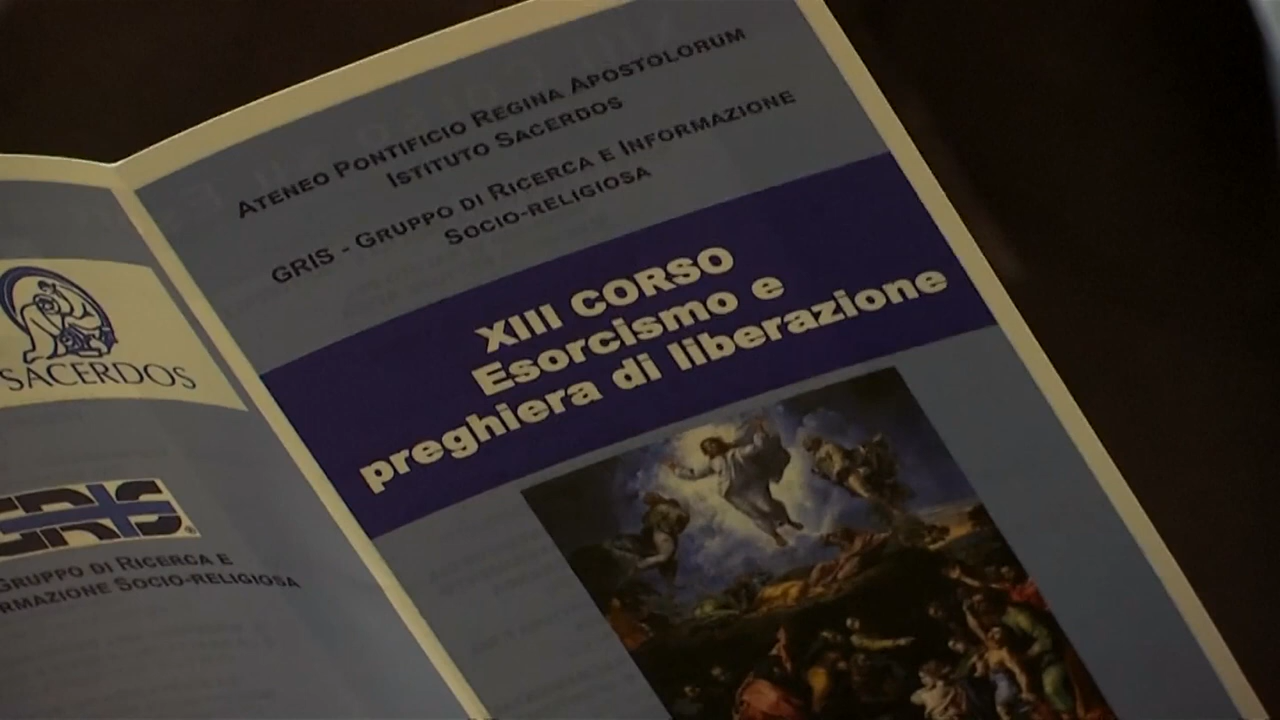 ATENEO PONTIFICIO REGINA APOSTOLORUM
ISTITUTO SACERDOS
GRIS - GRUPPO DI RICERCA E INFORMAZIONE
SOCIO-RELIGIOSA
XIII CORSO
Esorcismo e
preghiera di liberazione
SACERDOS
GRIS
GRUPPO DI RICERCA E
RMAZIONE SOCIO-RELIGIOSA